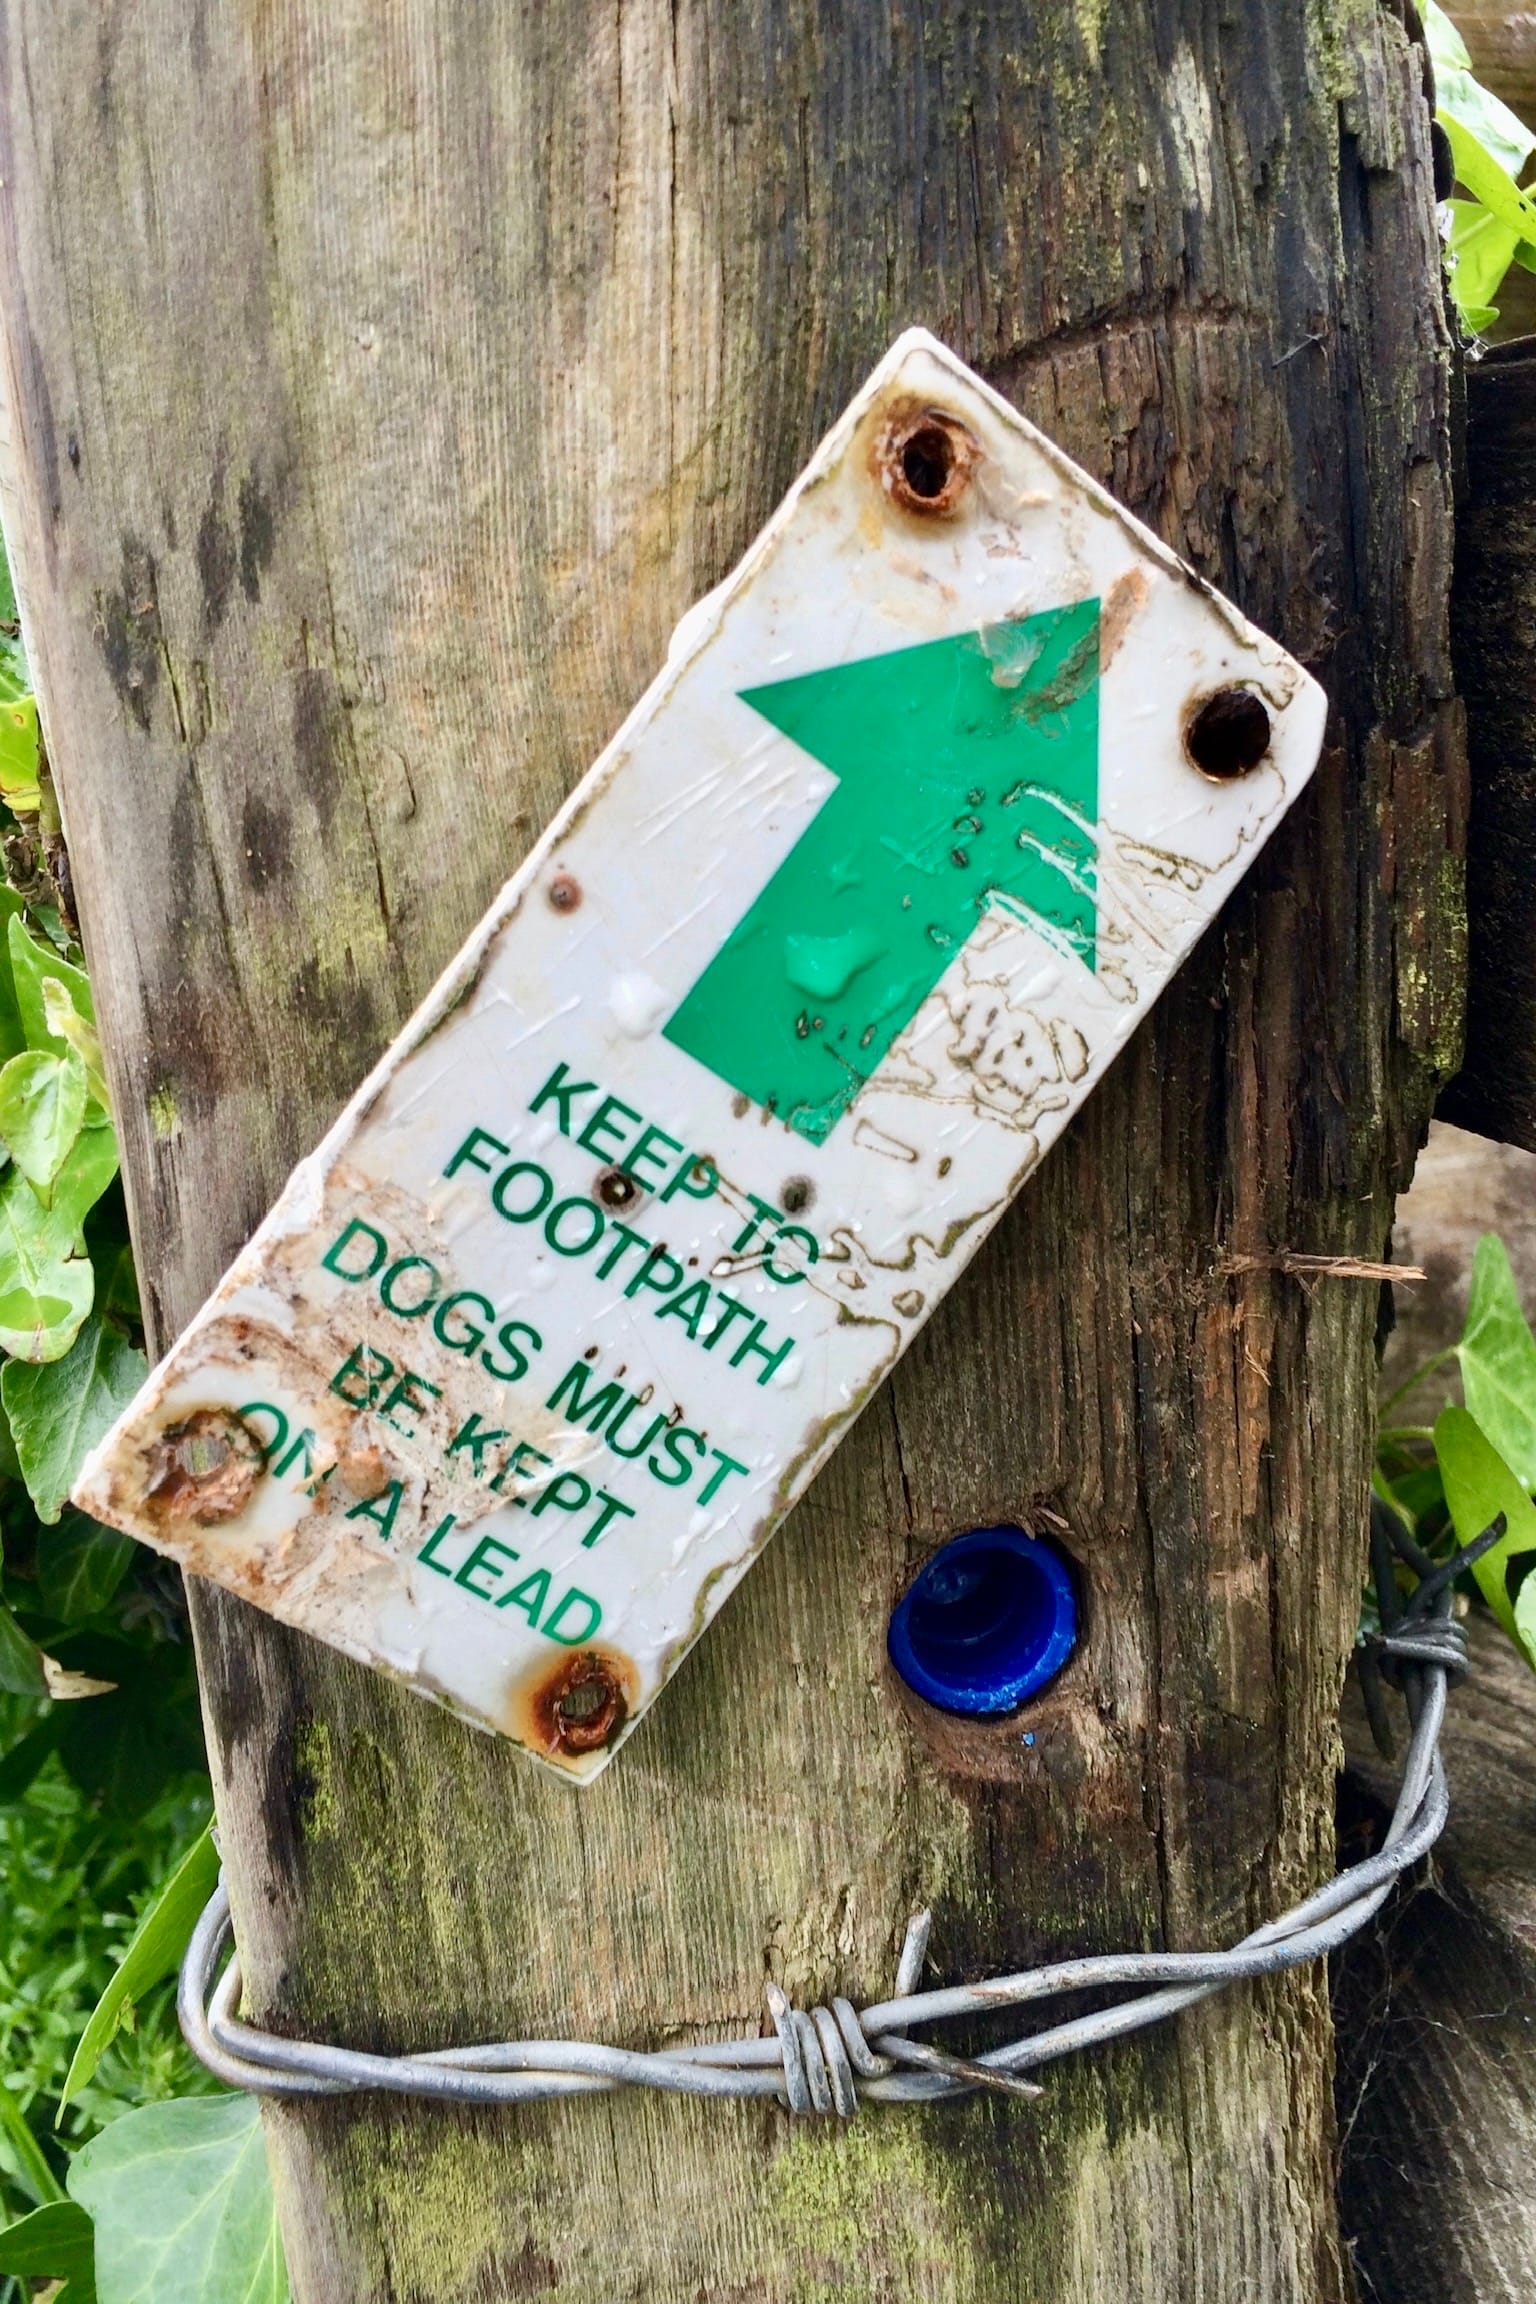 KEEP TO
FOOTPATH
DOGS MUST
BE KEPT
ON A LEAD